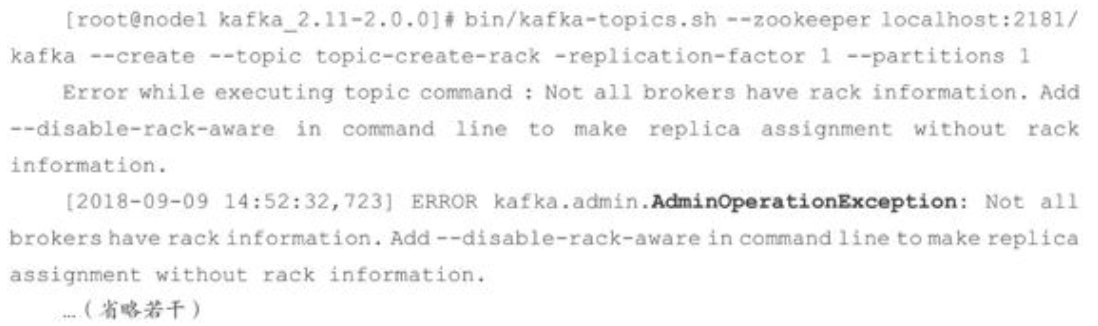 [root@node1 kafka_2.11-2.0.0]# bin/kafka-topics.sh --zookeeper localhost:2181/
kafka --create --topic topic-create-rack -replication-factor 1 --partitions 1
Error while executing topic command : Not all brokers have rack information. Add
--disable-rack-aware in command line to make replica assignment without rack
information.
[2018-09-09 14:52:32,723] ERROR kafka.admin.AdminOperationException: Not all
brokers have rack information. Add --disable-rack-aware in command line to make replica
assignment without rack information.
…（省略若干）